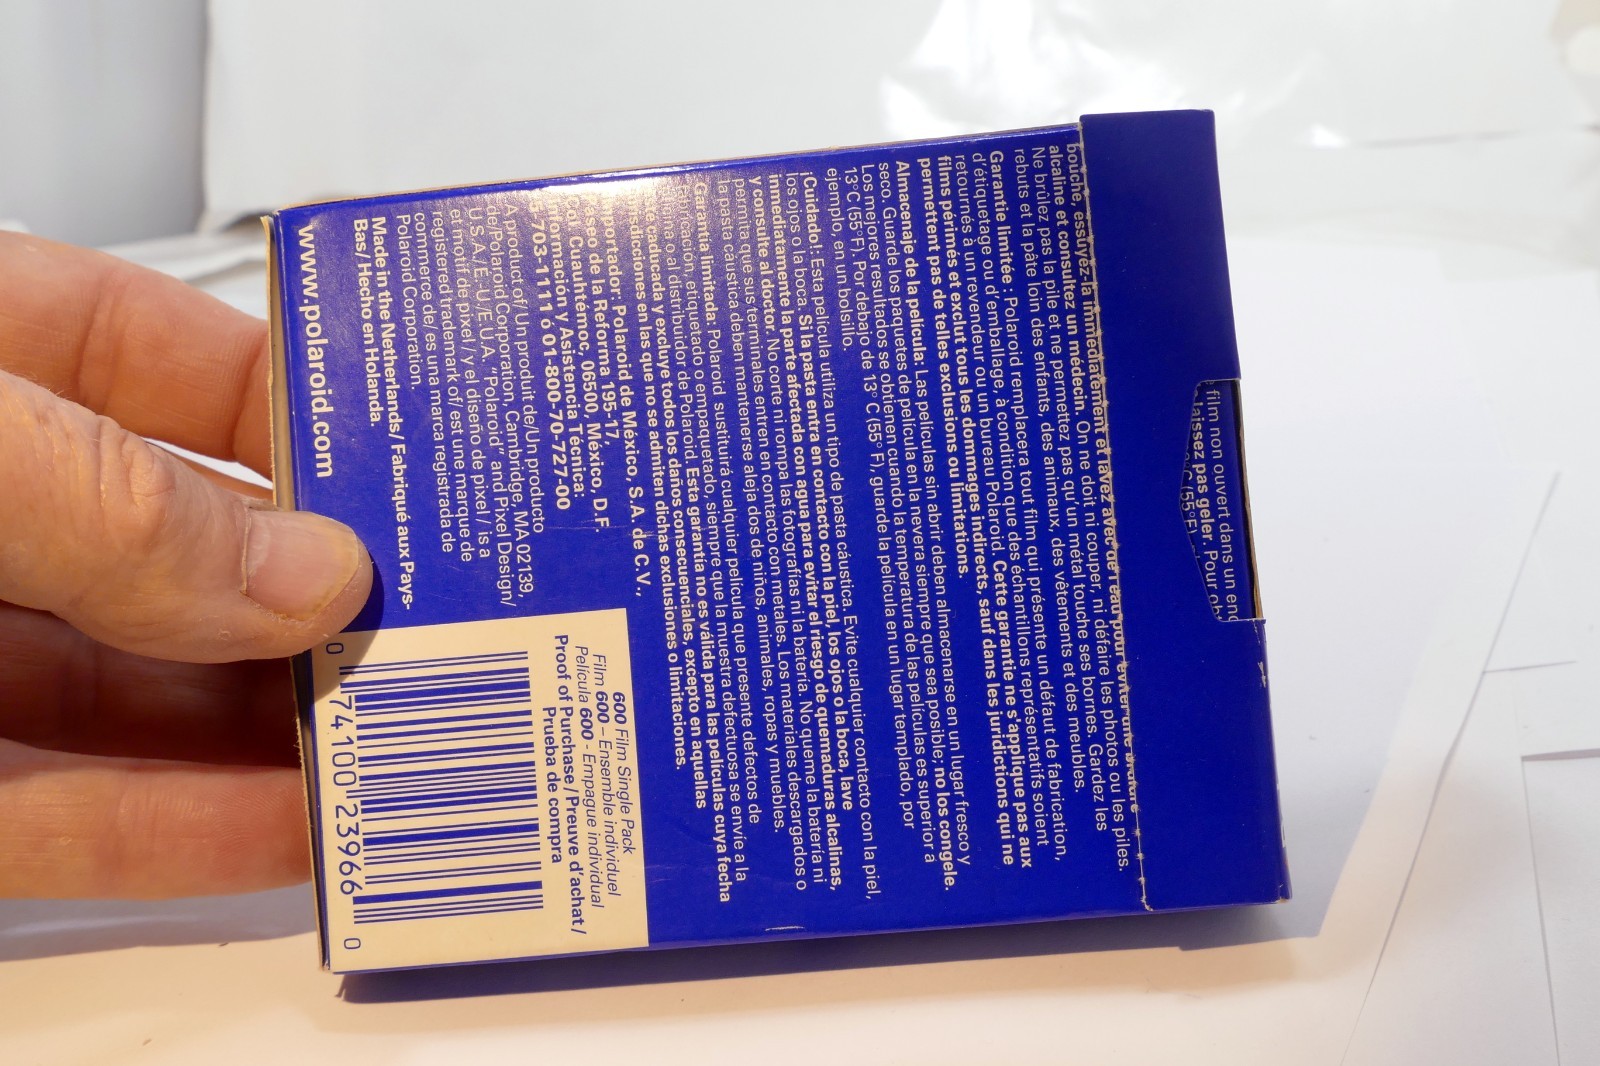 film non ouvert dans un en
laissez pas geler. Pour
bouche, essuyez-la immédiatement et lavez avec de l'eau pour éviter une brûlure
alcaline et consultez un médecin. On ne doit ni couper, ni défaire les photos ou les piles.
Ne brûlez pas la pile et ne permettez pas qu'un métal touche ses bornes. Gardez les
rebuts et la pâte loin des enfants, des animaux, des vêtements et des meubles.
Garantie limitée : Polaroid remplacera tout film qui présente un défaut de fabrication,
d'étiquetage ou d'emballage, à condition que des échantillons représentatifs soient
retournés à un revendeur ou un bureau Polaroid. Cette garantie ne s'applique pas aux
films périmés et exclut tous les dommages indirects, sauf dans les juridictions qui ne
permettent pas de telles exclusions ou limitations.
Almacenaje de la película: Las películas sin abrir deben almacenarse en un lugar fresco y
seco. Guarde los paquetes de película en la nevera siempre que sea posible; no los congele.
Los mejores resultados se obtienen cuando la temperatura de las películas es superior a
13°C (55°F). Por debajo de 13° C (55° F), guarde la película en un lugar templado, por
ejemplo, en un bolsillo.
¡Cuidado! Esta película utiliza un tipo de pasta cáustica. Evite cualquier contacto con la piel,
los ojos o la boca. Si la pasta entra en contacto con la piel, los ojos o la boca, lave
inmediatamente la parte afectada con agua para evitar el riesgo de quemaduras alcalinas,
y consulte al doctor. No corte ni rompa las fotografías ni la batería. No queme la batería ni
permita que sus terminales entren en contacto con metales. Los materiales descargados o
la pasta cáustica deben mantenerse alejados de niños, animales, ropas y muebles.
Garantía limitada: Polaroid sustituirá cualquier película que presente defectos de
fabricación, etiquetado o empaquetado, siempre que la muestra defectuosa se envíe a la
oficina o al distribuidor de Polaroid. Esta garantía no es válida para las películas cuya fecha
esté caducada y excluye todos los daños consecuenciales, excepto en aquellas
jurisdicciones en las que no se admiten dichas exclusiones o limitaciones.
Importador: Polaroid de México, S.A. de C.V.,
Paseo de la Reforma 195-17,
Col. Cuauhtémoc, 06500, México, D.F.
Información y Asistencia Técnica:
5-703-1111 ó 01-800-70-727-00
A product of/Un produit de/Un producto
de/Polaroid Corporation, Cambridge, MA 02139,
U.S.A./É.-U./E.U.A. "Polaroid" and Pixel Design/
et motif de pixel / y el diseño de pixel / is a
registered trademark of/ est une marque de
commerce de/ es una marca registrada de
Polaroid Corporation.
Made in the Netherlands/ Fabriqué aux Pays-
Bas/ Hecho en Holanda.
www.polaroid.com
600 Film Single Pack
Film 600 – Ensemble individuel
Película 600 - Empague individual
Proof of Purchase / Preuve d'achat /
Prueba de compra
0 74100 23966 0